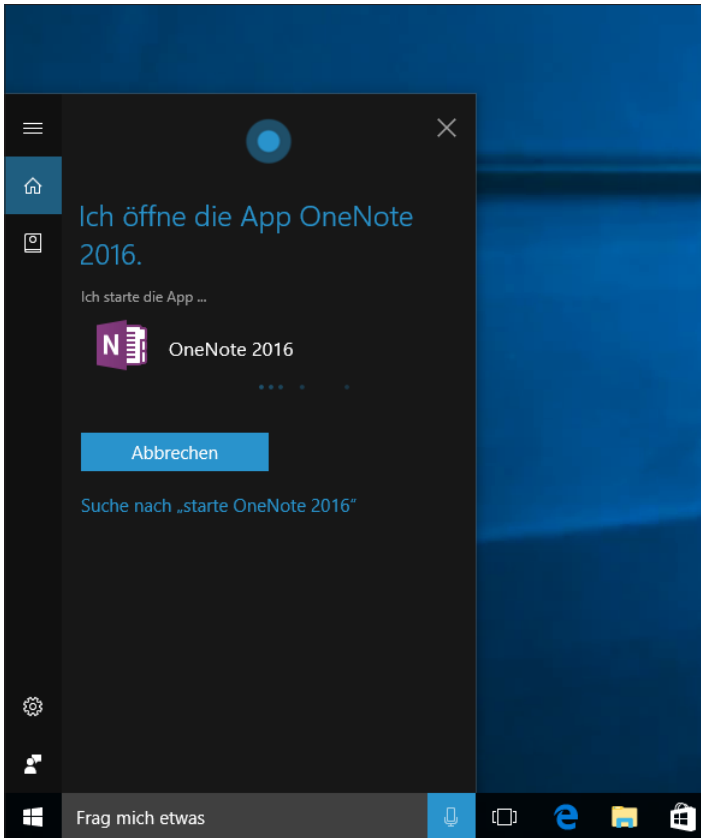 Ich öffne die App OneNote
2016.
Ich starte die App ...
N
OneNote 2016
Abbrechen
Suche nach „starte OneNote 2016“
Frag mich etwas